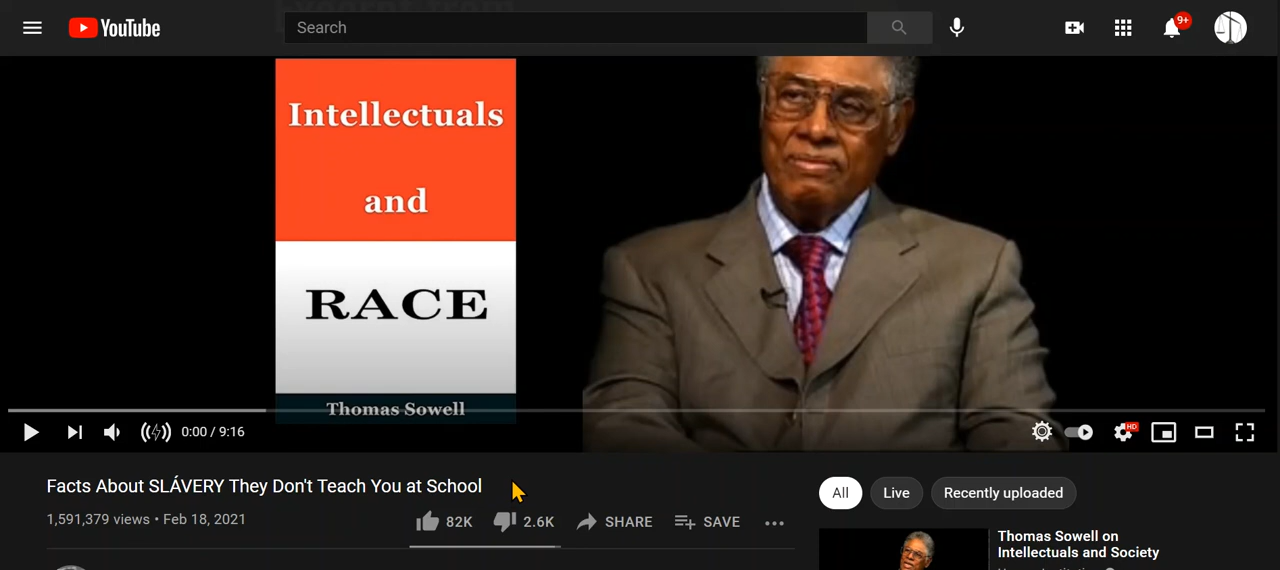 YouTube
Search
9+
Intellectuals
and
RACE
Thomas Sowell
0:00 / 9:16
HD
Facts About SLÁVERY They Don't Teach You at School
1,591,379 views • Feb 18, 2021
82K
2.6K
SHARE
SAVE
All
Live
Recently uploaded
Thomas Sowell on
Intellectuals and Society